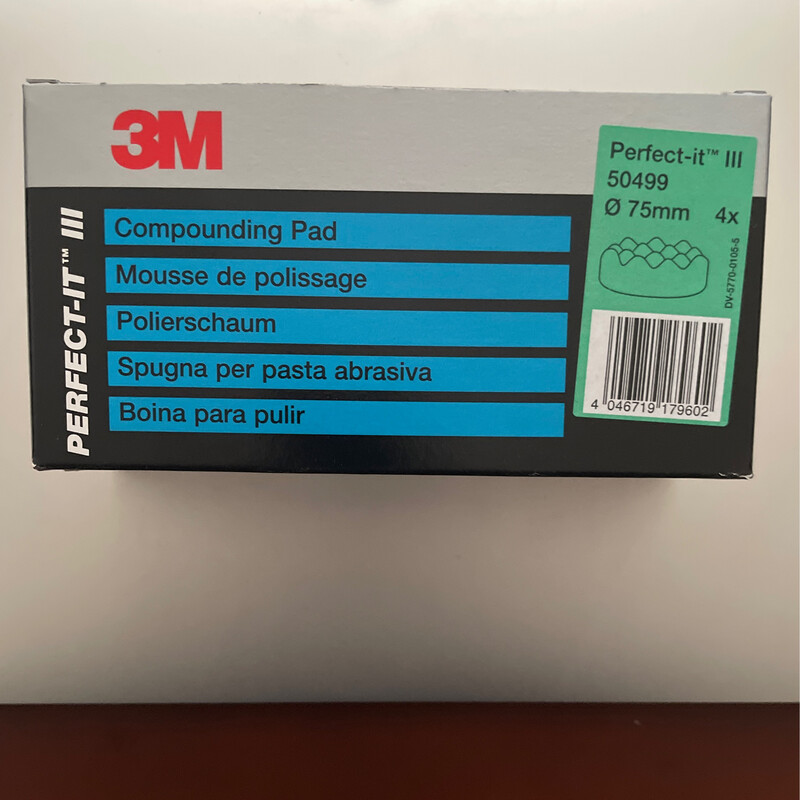 3M
PERFECT-IT™ III
Compounding Pad
Mousse de polissage
Polierschaum
Spugna per pasta abrasiva
Boina para pulir
Perfect-it™ III
50499
Ø 75mm 4x
DV-5770-0105-5
4 046719 179602